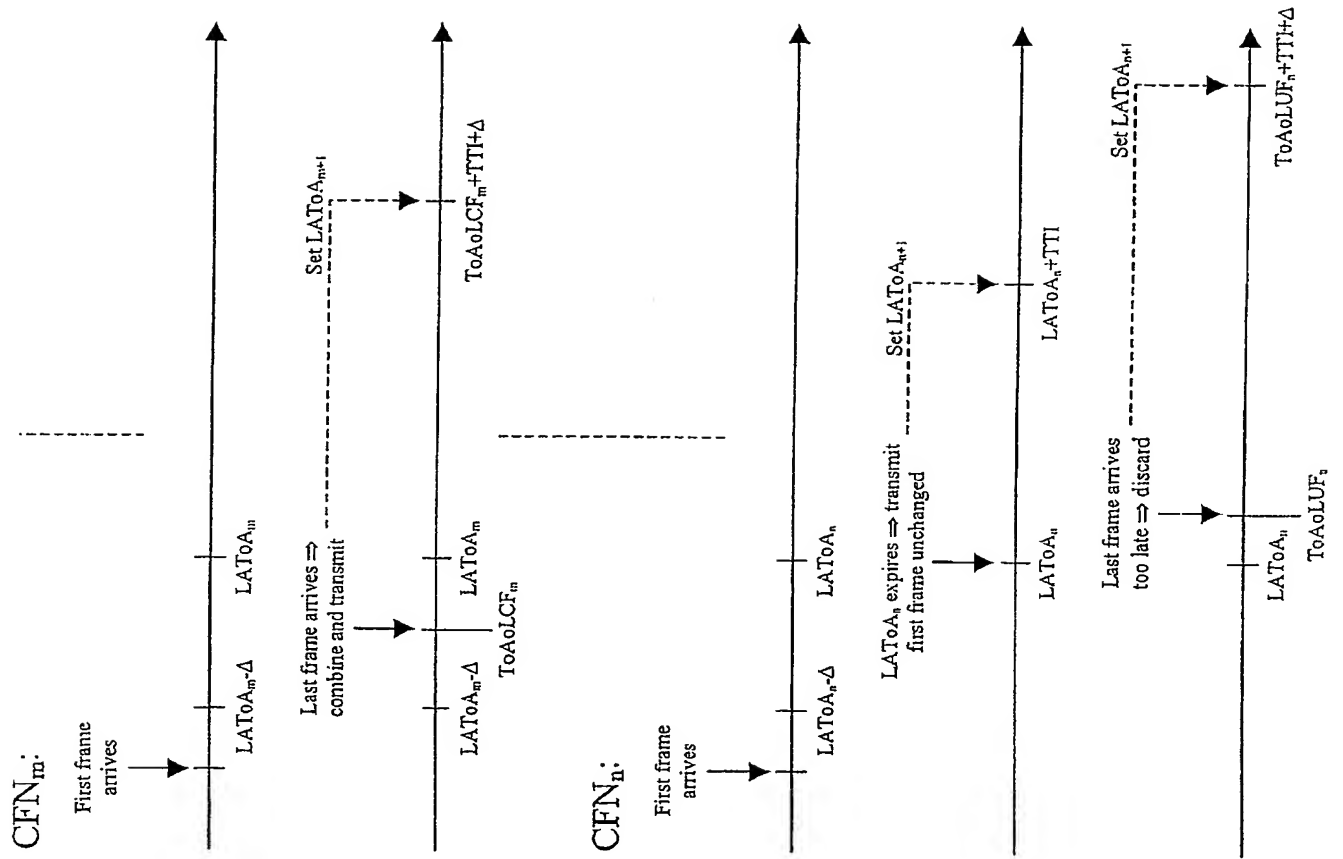 CFNm:
First frame
arrives
LAToAm-Δ
LAToAm
Last frame arrives ⇒
combine and transmit
Set LAToAm+1
LAToAm-Δ
ToAoLCFm
LAToAm
ToAoLCFm+TTI+Δ
CFNn:
First frame
arrives
LAToAn-Δ
LAToAn
LAToAn expires ⇒ transmit
first frame unchanged
Set LAToAn+1
LAToAn
LAToAn+TTI
Last frame arrives
too late ⇒ discard
Set LAToAn+1
LAToAn
ToAoLUFn
ToAoLUFn+TTI+Δ